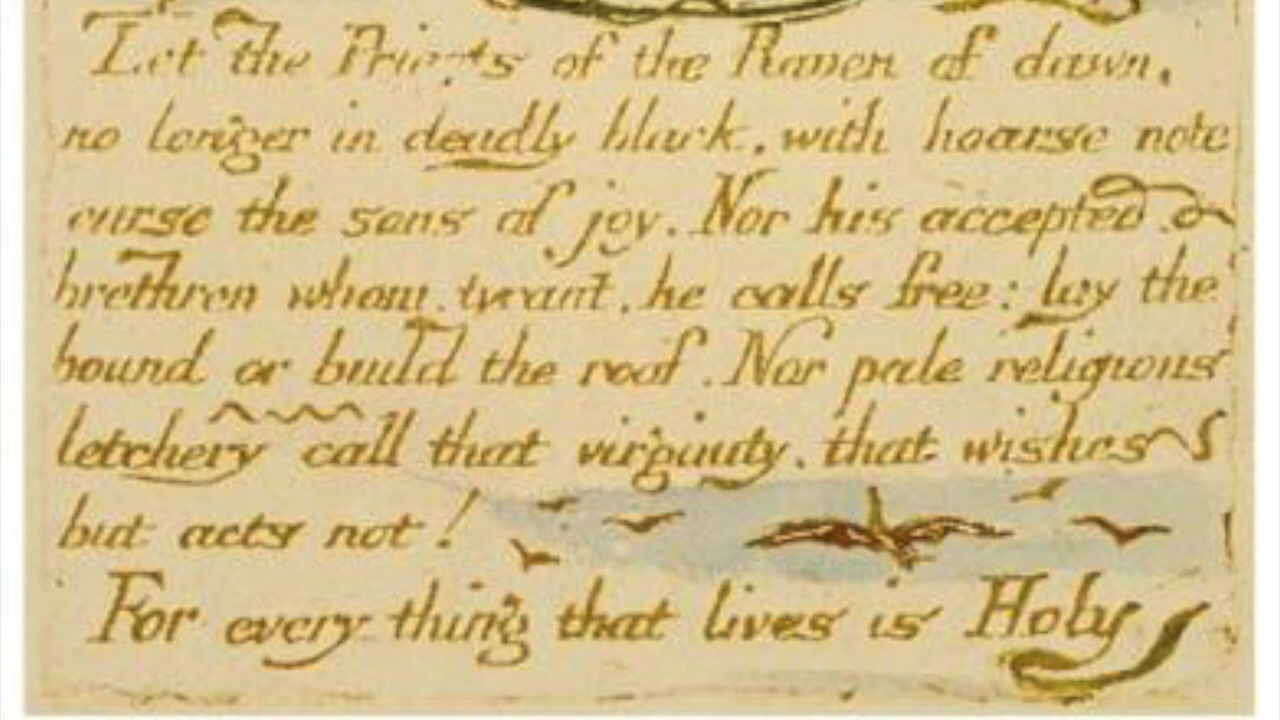 Let the Priests of the Raven of dawn,
no longer in deadly black, with hoarse note
curse the sons of joy. Nor his accepted
brethren whom, tyrant, he calls free: lay the
bound or build the roof. Nor pale religious
letchery call that virginity, that wishes
but acts not!
For every thing that lives is Holy